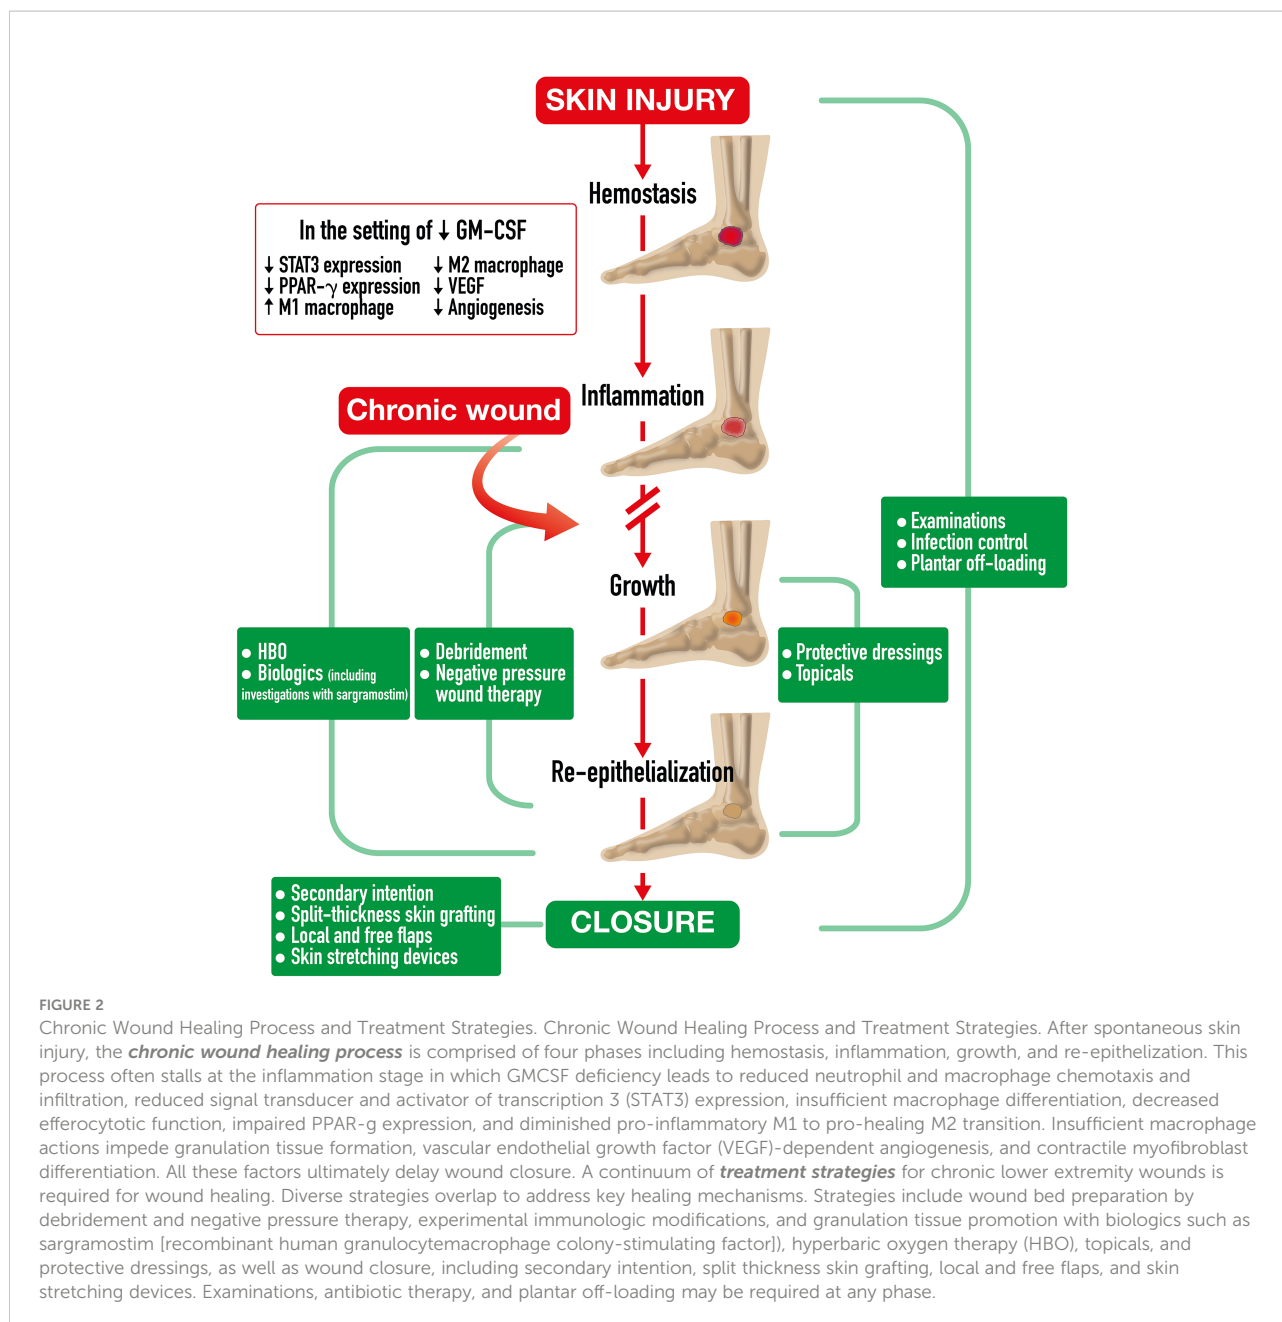 SKIN INJURY
Hemostasis
In the setting of ↓ GM-CSF
↓ STAT3 expression
↓ PPAR-γ expression
↑ M1 macrophage
↓ M2 macrophage
↓ VEGF
↓ Angiogenesis
Inflammation
Chronic wound
● Examinations
● Infection control
● Plantar off-loading
Growth
● HBO
● Biologics (including
investigations with sargramostim)
● Debridement
● Negative pressure
wound therapy
● Protective dressings
● Topicals
Re-epithelialization
● Secondary intention
● Split-thickness skin grafting
● Local and free flaps
● Skin stretching devices
CLOSURE
FIGURE 2
Chronic Wound Healing Process and Treatment Strategies. Chronic Wound Healing Process and Treatment Strategies. After spontaneous skin
injury, the chronic wound healing process is comprised of four phases including hemostasis, inflammation, growth, and re-epithelization. This
process often stalls at the inflammation stage in which GMCSF deficiency leads to reduced neutrophil and macrophage chemotaxis and
infiltration, reduced signal transducer and activator of transcription 3 (STAT3) expression, insufficient macrophage differentiation, decreased
efferocytotic function, impaired PPAR-g expression, and diminished pro-inflammatory M1 to pro-healing M2 transition. Insufficient macrophage
actions impede granulation tissue formation, vascular endothelial growth factor (VEGF)-dependent angiogenesis, and contractile myofibroblast
differentiation. All these factors ultimately delay wound closure. A continuum of treatment strategies for chronic lower extremity wounds is
required for wound healing. Diverse strategies overlap to address key healing mechanisms. Strategies include wound bed preparation by
debridement and negative pressure therapy, experimental immunologic modifications, and granulation tissue promotion with biologics such as
sargramostim [recombinant human granulocytemacrophage colony-stimulating factor]), hyperbaric oxygen therapy (HBO), topicals, and
protective dressings, as well as wound closure, including secondary intention, split thickness skin grafting, local and free flaps, and skin
stretching devices. Examinations, antibiotic therapy, and plantar off-loading may be required at any phase.